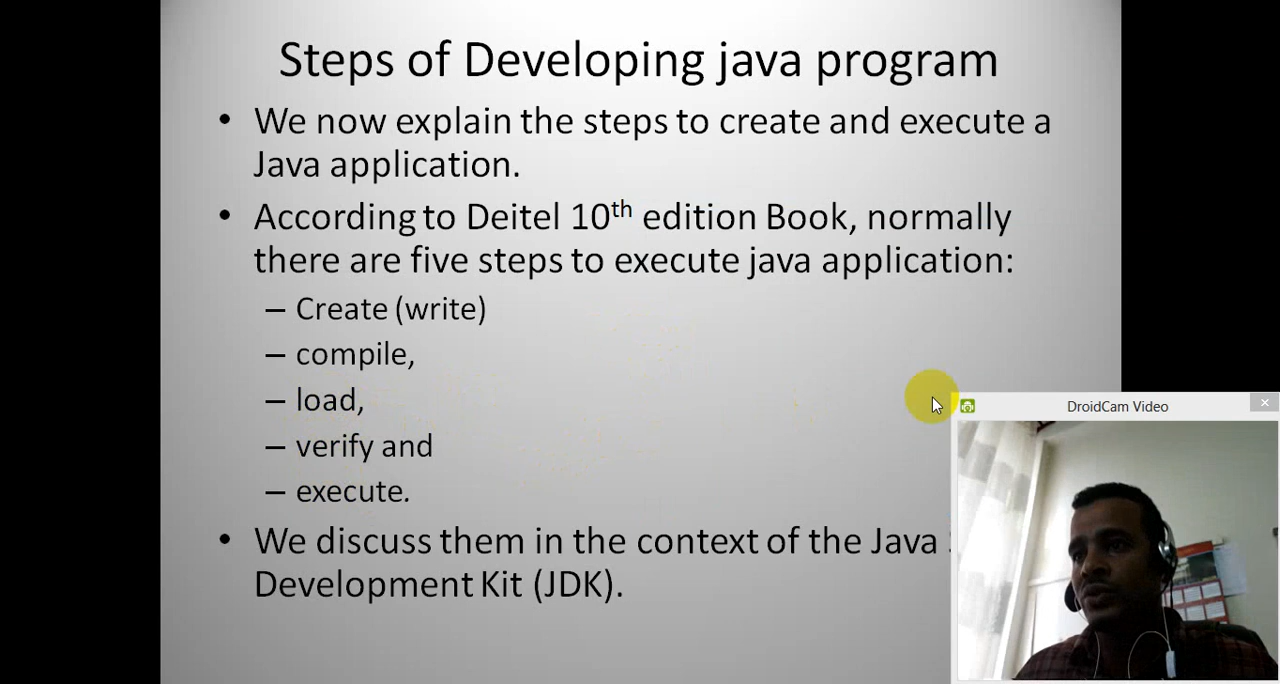 Steps of Developing java program
• We now explain the steps to create and execute a
Java application.
• According to Deitel 10th edition Book, normally
there are five steps to execute java application:
– Create (write)
– compile,
– load,
– verify and
– execute.
• We discuss them in the context of the Java
Development Kit (JDK).
DroidCam Video